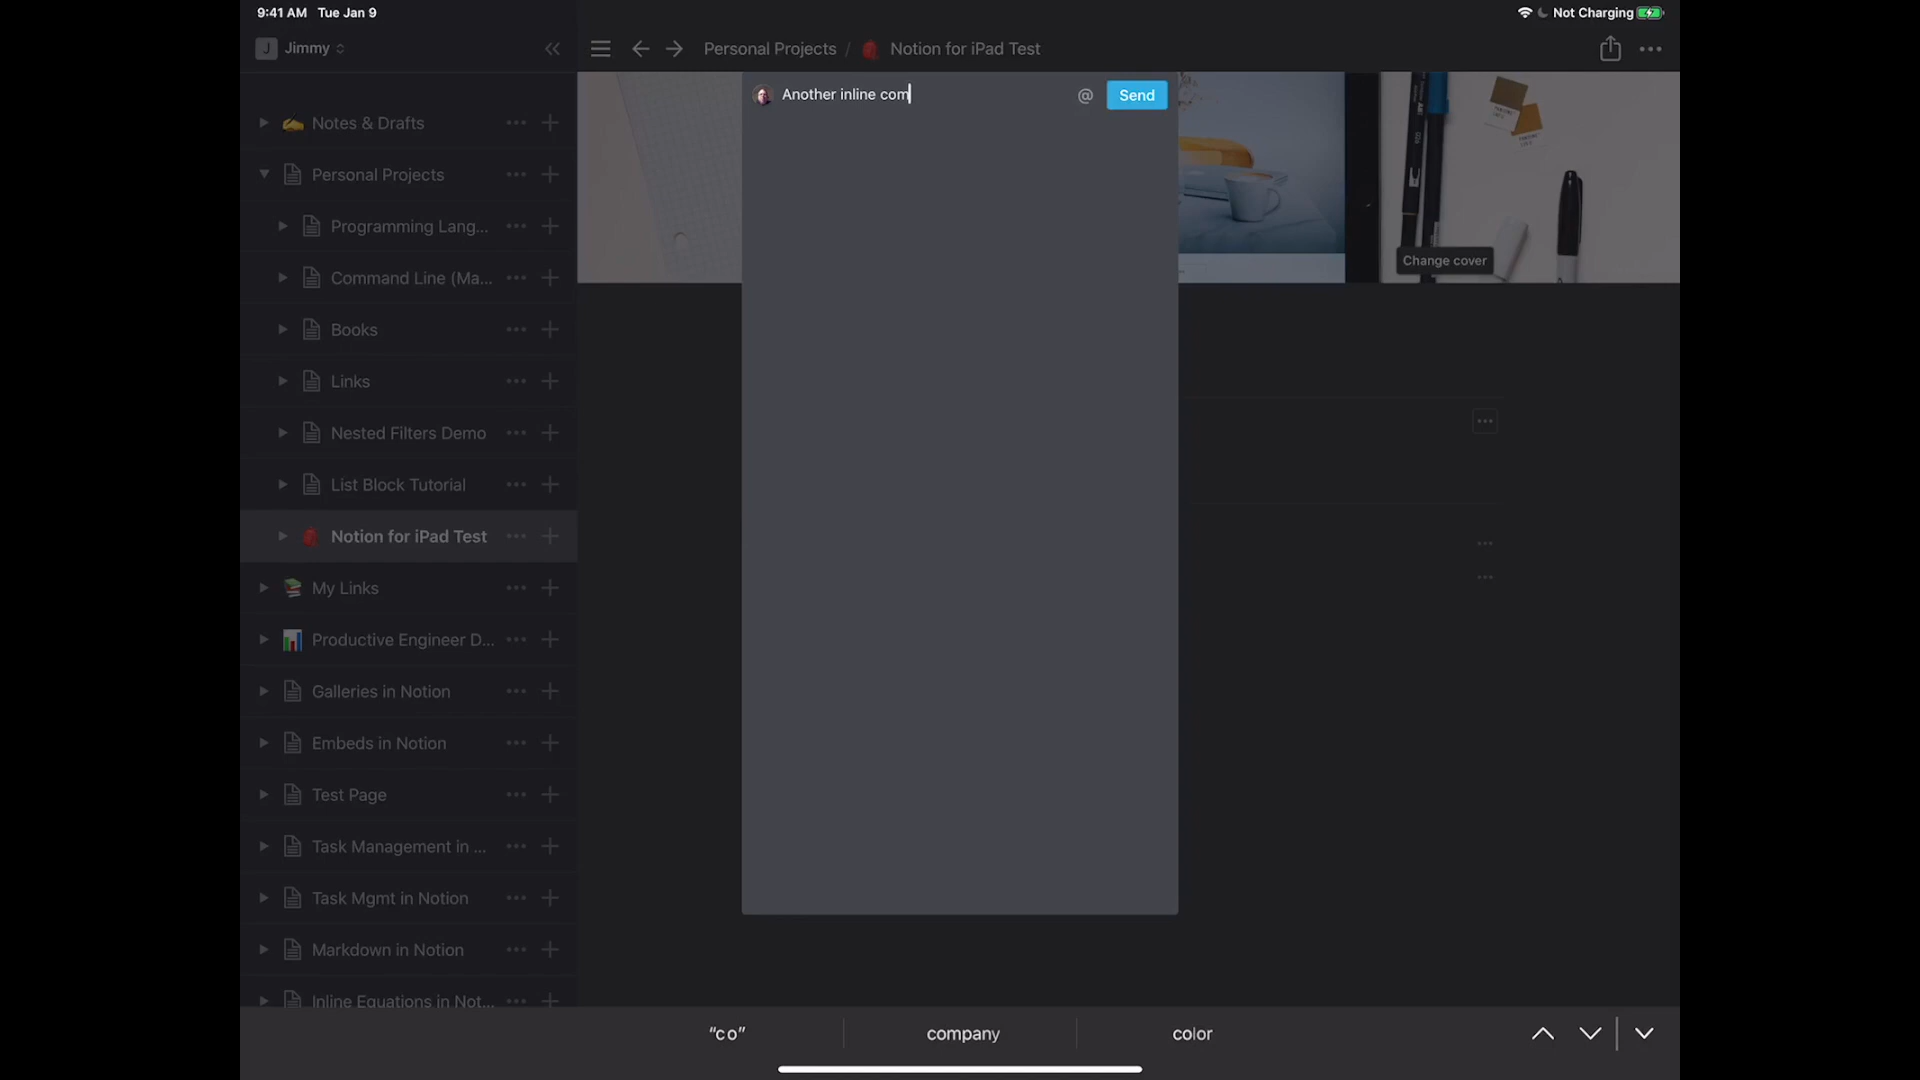 9:41 AM Tue Jan 9
Not Charging
J Jimmy
Personal Projects / Notion for iPad Test
Another inline com
@
Send
Notes & Drafts
Personal Projects
Programming Lang...
Command Line (Ma...
Books
Links
Nested Filters Demo
List Block Tutorial
Notion for iPad Test
My Links
Productive Engineer D...
Galleries in Notion
Embeds in Notion
Test Page
Task Management in ...
Task Mgmt in Notion
Markdown in Notion
Inline Equations in Not...
Change cover
“co”
company
color